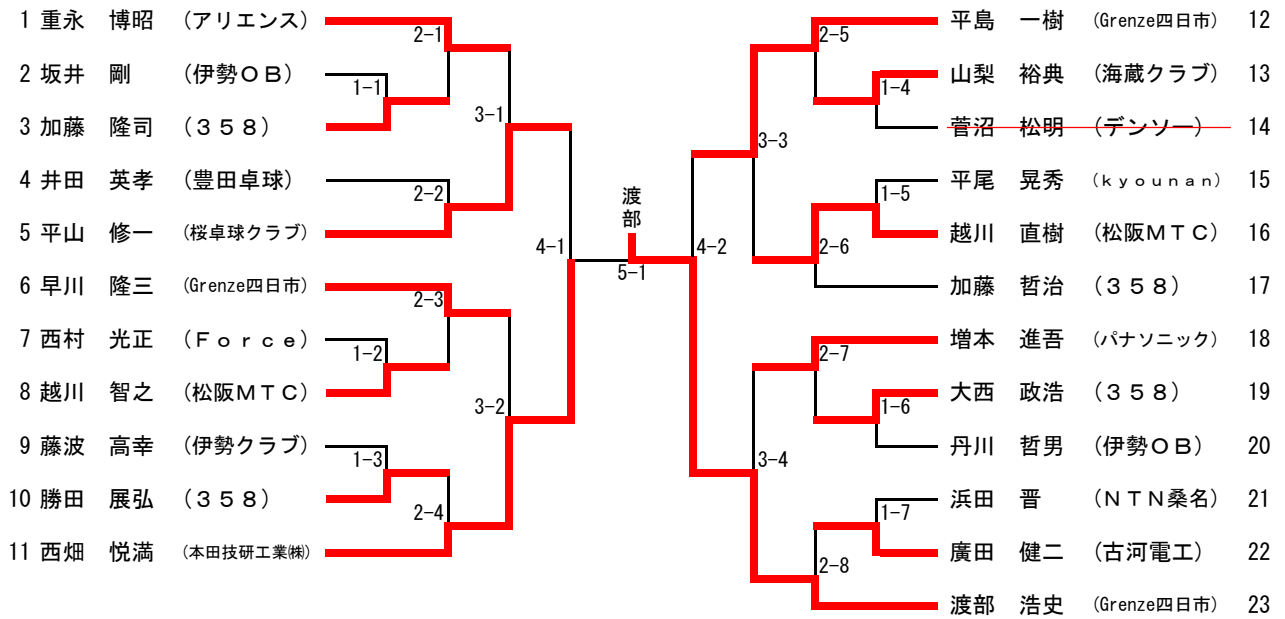 1 重永 博昭 (アリエンス)
2 坂井 剛 (伊勢ОＢ)
3 加藤 隆司 (３５８)
4 井田 英孝 (豊田卓球)
5 平山 修一 (桜卓球クラブ)
6 早川 隆三 (Grenze四日市)
7 西村 光正 (Ｆｏｒｃｅ)
8 越川 智之 (松阪ＭＴＣ)
9 藤波 高幸 (伊勢クラブ)
10 勝田 展弘 (３５８)
11 西畑 悦満 (本田技研工業㈱)
2-1
1-1
3-1
2-2
4-1
2-3
1-2
3-2
1-3
2-4
渡部
5-1
4-2
2-5
1-4
3-3
1-5
2-6
2-7
1-6
3-4
1-7
2-8
平島 一樹 (Grenze四日市) 12
山梨 裕典 (海蔵クラブ) 13
菅沼 松明 (デンソー) 14
平尾 晃秀 (ｋｙｏｕｎａｎ) 15
越川 直樹 (松阪ＭＴＣ) 16
加藤 哲治 (３５８) 17
増本 進吾 (パナソニック) 18
大西 政浩 (３５８) 19
丹川 哲男 (伊勢ＯＢ) 20
浜田 晋 (ＮＴＮ桑名) 21
廣田 健二 (古河電工) 22
渡部 浩史 (Grenze四日市) 23